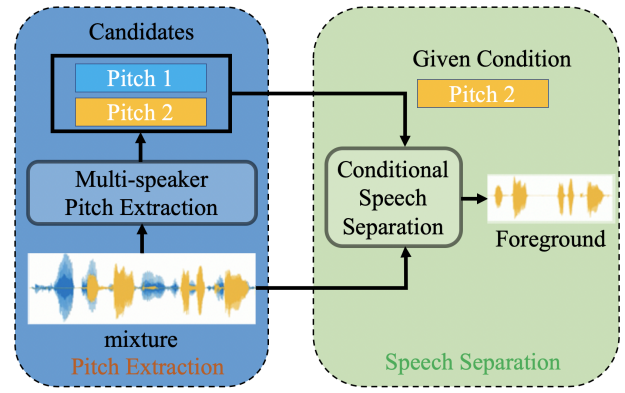 Candidates
Pitch 1
Pitch 2
Multi-speaker
Pitch Extraction
mixture
Pitch Extraction
Given Condition
Pitch 2
Conditional
Speech
Separation
Foreground
Speech Separation